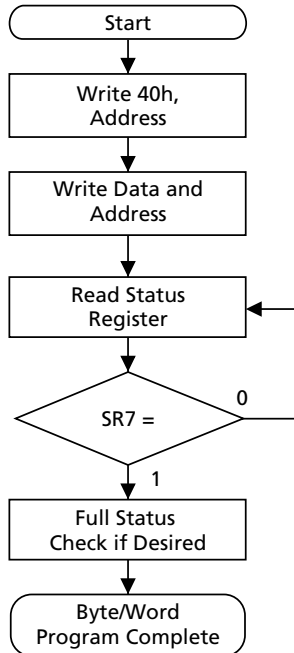 Start
Write 40h,
Address
Write Data and
Address
Read Status
Register
SR7 =
0
1
Full Status
Check if Desired
Byte/Word
Program Complete